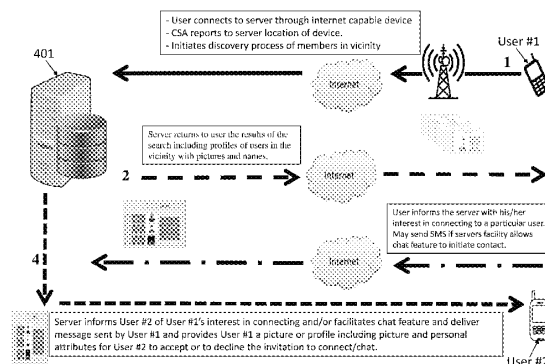 - User connects to server through internet capable device
- CSA reports to server location of device.
- Initiates discovery process of members in vicinity
User #1
401
1
Internet
Server returns to user the results of the
search including profiles of users in the
vicinity with pictures and names.
2
Internet
User informs the server with his/her
interest in connecting to a particular user.
May send SMS if servers facility allows
chat feature to initiate contact.
Internet
4
Server informs User #2 of User #1's interest in connecting and/or facilitates chat feature and deliver
message sent by User #1 and provides User #1 a picture or profile including picture and personal
attributes for User #2 to accept or to decline the invitation to connect/chat.
User #2